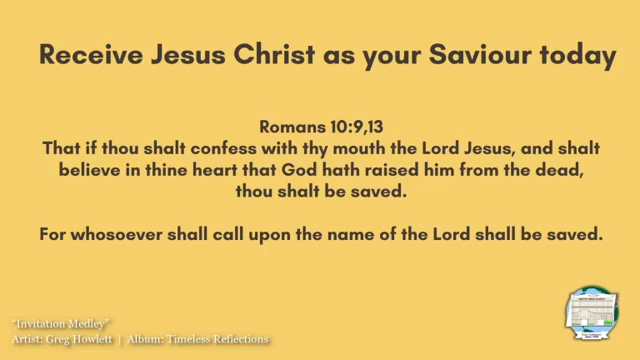 Receive Jesus Christ as your Saviour today
Romans 10:9,13
That if thou shalt confess with thy mouth the Lord Jesus, and shalt
believe in thine heart that God hath raised him from the dead,
thou shalt be saved.
For whosoever shall call upon the name of the Lord shall be saved.
"Invitation Medley"
Artist: Greg Howlett | Album: Timeless Reflections